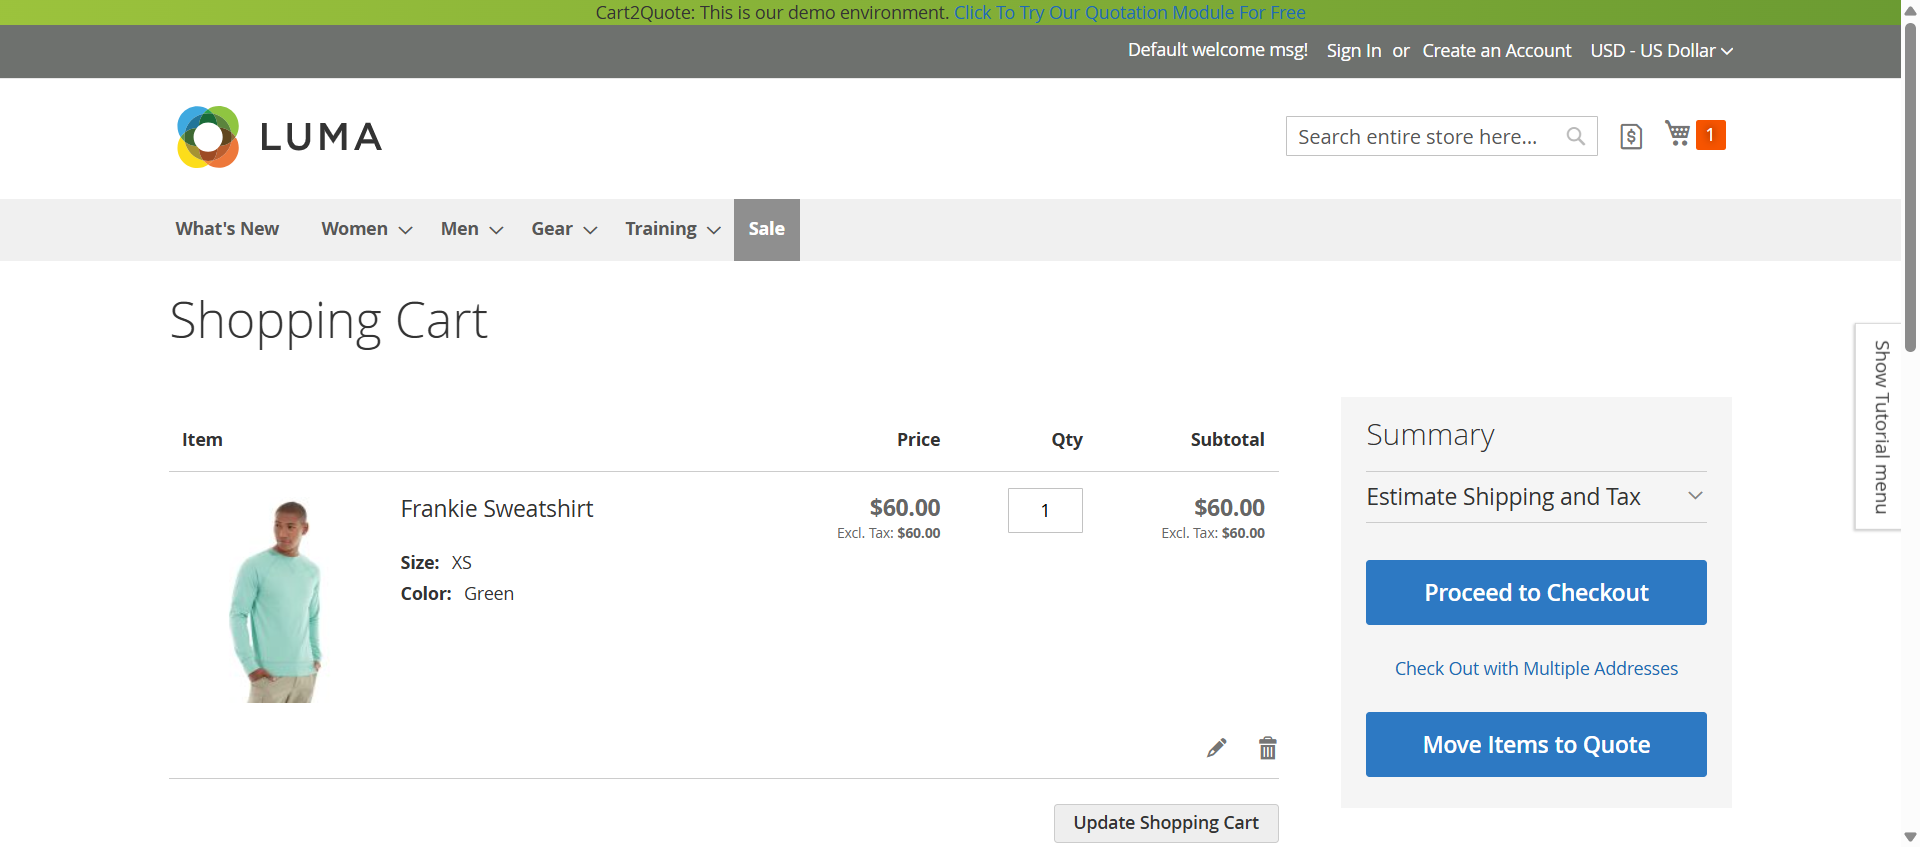 Cart2Quote: This is our demo environment. Click To Try Our Quotation Module For Free
Default welcome msg! Sign In or Create an Account USD - US Dollar
LUMA
Search entire store here...
$
1
What's New Women Men Gear Training Sale
Shopping Cart
Item Price Qty Subtotal
Frankie Sweatshirt $60.00 1 $60.00
Excl. Tax: $60.00 Excl. Tax: $60.00
Size: XS
Color: Green
Update Shopping Cart
Summary
Estimate Shipping and Tax
Proceed to Checkout
Check Out with Multiple Addresses
Move Items to Quote
Show Tutorial menu